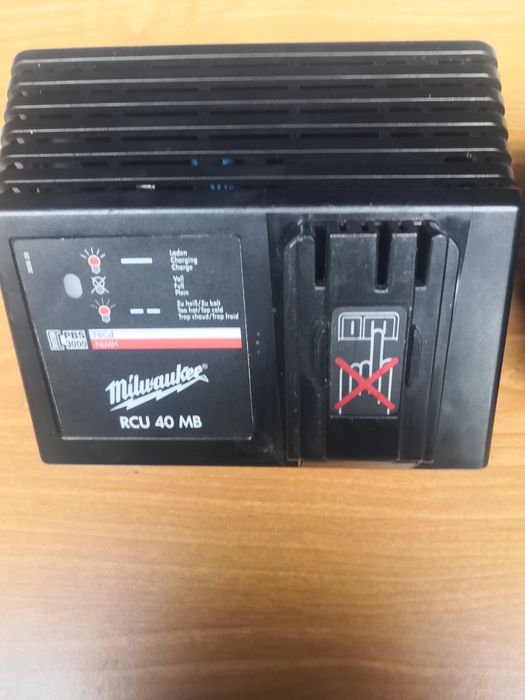 Laden
Charging
Charge
Voll
Full
Plein
Zu heiß/Zu kalt
Too hot/Too cold
Trop chaud/Trop froid
PBS
3000
NiCd
NiMH
Milwaukee®
RCU 40 MB